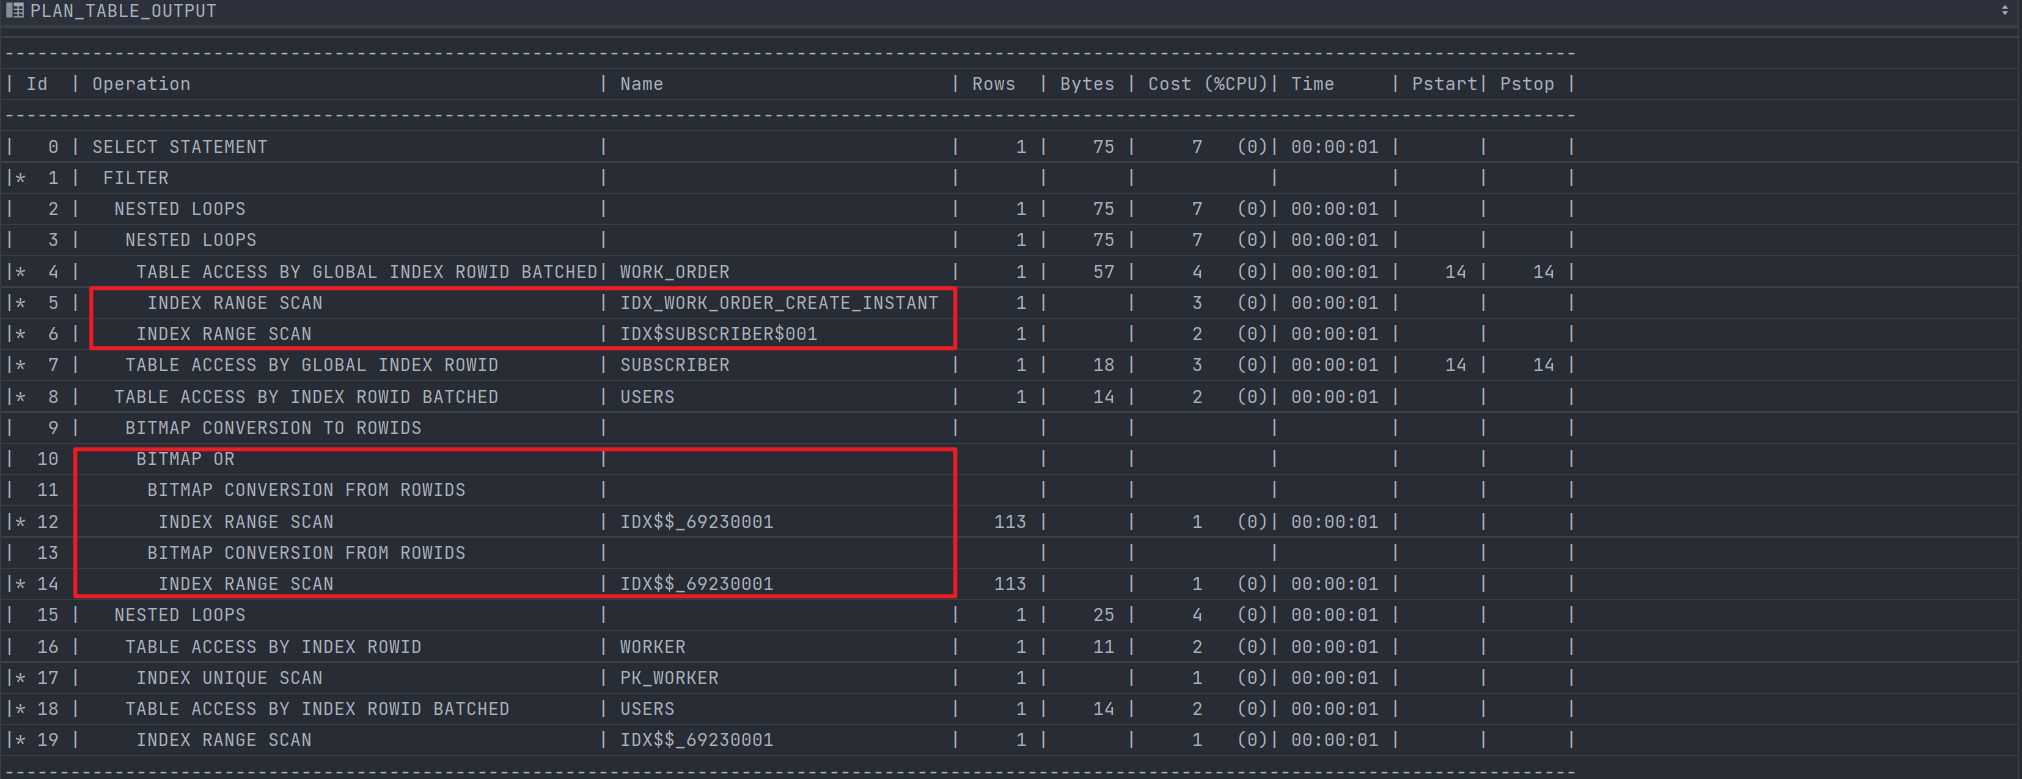 PLAN_TABLE_OUTPUT
------------------------------------------------------------------------------------------------------------------------------------------------
| Id  | Operation                                     | Name                          | Rows  | Bytes | Cost (%CPU)| Time     | Pstart| Pstop |
------------------------------------------------------------------------------------------------------------------------------------------------
|   0 | SELECT STATEMENT                              |                               |     1 |    75 |     7   (0)| 00:00:01 |       |       |
|*  1 |  FILTER                                       |                               |       |       |            |          |       |       |
|   2 |   NESTED LOOPS                                |                               |     1 |    75 |     7   (0)| 00:00:01 |       |       |
|   3 |    NESTED LOOPS                               |                               |     1 |    75 |     7   (0)| 00:00:01 |       |       |
|*  4 |     TABLE ACCESS BY GLOBAL INDEX ROWID BATCHED| WORK_ORDER                    |     1 |    57 |     4   (0)| 00:00:01 |    14 |    14 |
|*  5 |      INDEX RANGE SCAN                         | IDX_WORK_ORDER_CREATE_INSTANT |     1 |       |     3   (0)| 00:00:01 |       |       |
|*  6 |     INDEX RANGE SCAN                          | IDX$SUBSCRIBER$001            |     1 |       |     2   (0)| 00:00:01 |       |       |
|*  7 |    TABLE ACCESS BY GLOBAL INDEX ROWID         | SUBSCRIBER                    |     1 |    18 |     3   (0)| 00:00:01 |    14 |    14 |
|*  8 |   TABLE ACCESS BY INDEX ROWID BATCHED         | USERS                         |     1 |    14 |     2   (0)| 00:00:01 |       |       |
|   9 |    BITMAP CONVERSION TO ROWIDS                |                               |       |       |            |          |       |       |
|  10 |     BITMAP OR                                 |                               |       |       |            |          |       |       |
|  11 |      BITMAP CONVERSION FROM ROWIDS            |                               |       |       |            |          |       |       |
|* 12 |       INDEX RANGE SCAN                        | IDX$$_69230001                |   113 |       |     1   (0)| 00:00:01 |       |       |
|  13 |      BITMAP CONVERSION FROM ROWIDS            |                               |       |       |            |          |       |       |
|* 14 |       INDEX RANGE SCAN                        | IDX$$_69230001                |   113 |       |     1   (0)| 00:00:01 |       |       |
|  15 |   NESTED LOOPS                                |                               |     1 |    25 |     4   (0)| 00:00:01 |       |       |
|  16 |    TABLE ACCESS BY INDEX ROWID                | WORKER                        |     1 |    11 |     2   (0)| 00:00:01 |       |       |
|* 17 |     INDEX UNIQUE SCAN                         | PK_WORKER                     |     1 |       |     1   (0)| 00:00:01 |       |       |
|* 18 |    TABLE ACCESS BY INDEX ROWID BATCHED        | USERS                         |     1 |    14 |     2   (0)| 00:00:01 |       |       |
|* 19 |     INDEX RANGE SCAN                          | IDX$$_69230001                |     1 |       |     1   (0)| 00:00:01 |       |       |
------------------------------------------------------------------------------------------------------------------------------------------------